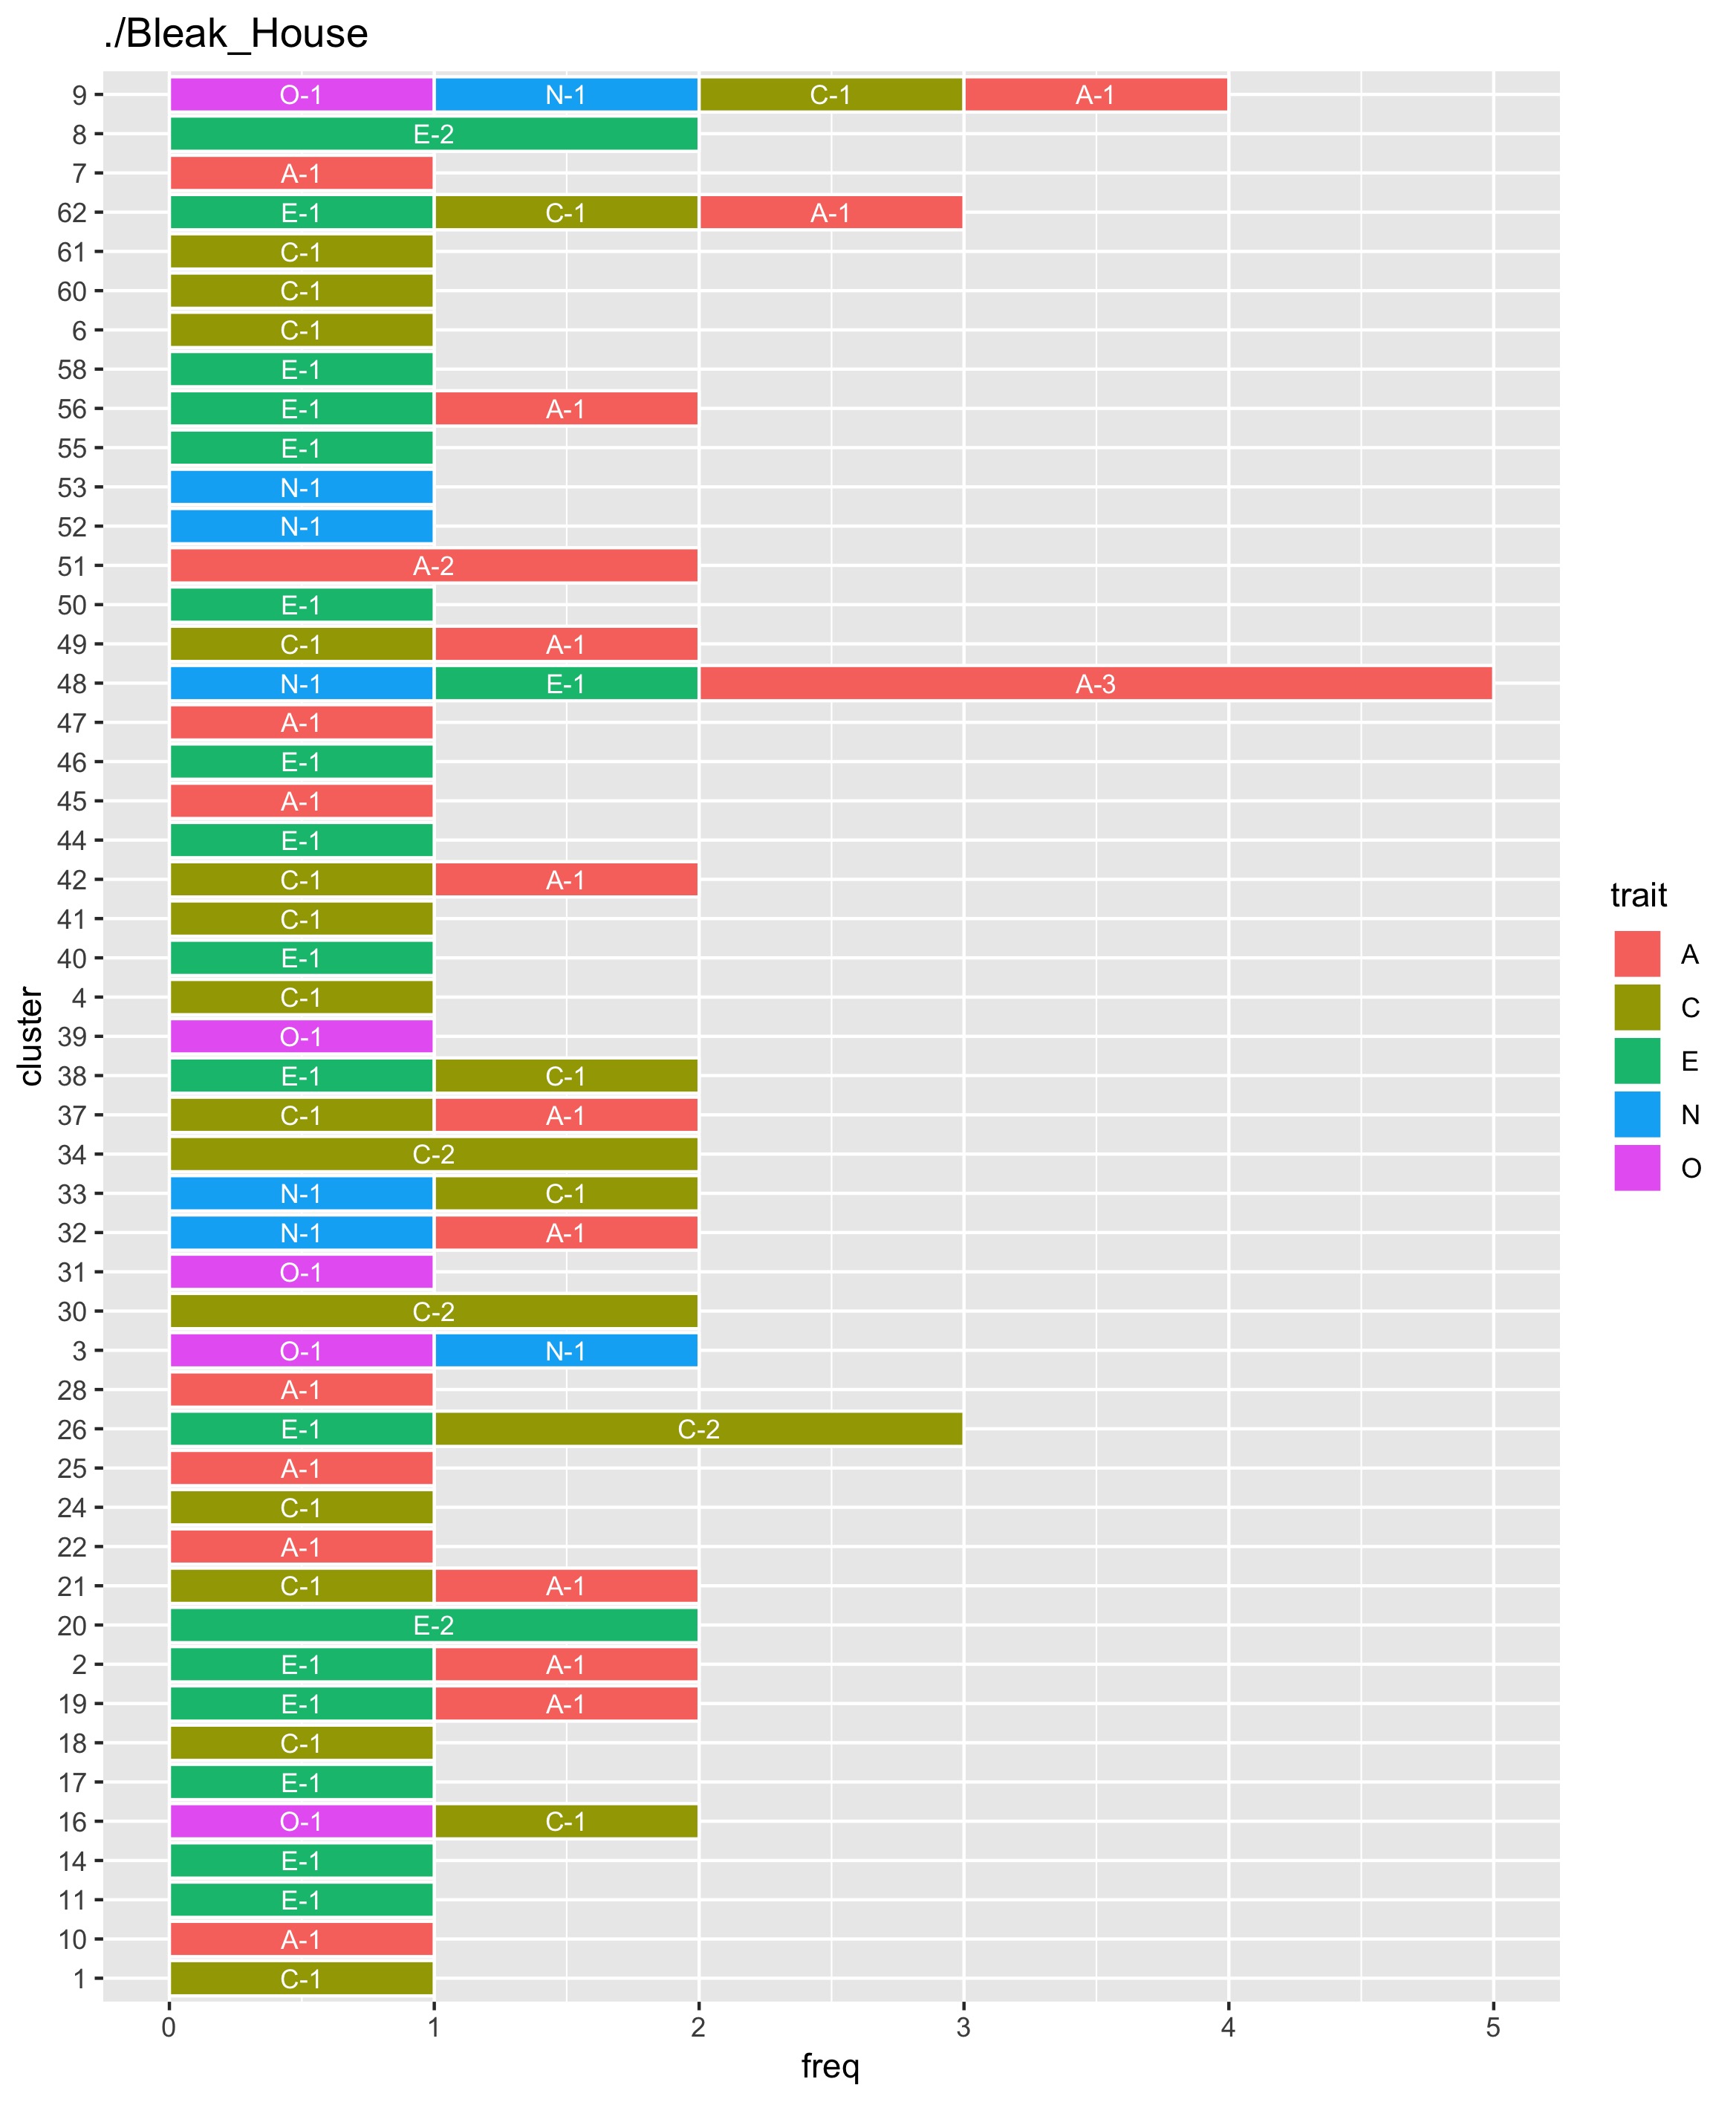 ./Bleak_House
9 O-1 N-1 C-1 A-1
8 E-2
7 A-1
62 E-1 C-1 A-1
61 C-1
60 C-1
6 C-1
58 E-1
56 E-1 A-1
55 E-1
53 N-1
52 N-1
51 A-2
50 E-1
49 C-1 A-1
48 N-1 E-1 A-3
47 A-1
46 E-1
45 A-1
44 E-1
42 C-1 A-1
41 C-1
40 E-1
4 C-1
39 O-1
38 E-1 C-1
37 C-1 A-1
34 C-2
33 N-1 C-1
32 N-1 A-1
31 O-1
30 C-2
3 O-1 N-1
28 A-1
26 E-1 C-2
25 A-1
24 C-1
22 A-1
21 C-1 A-1
20 E-2
2 E-1 A-1
19 E-1 A-1
18 C-1
17 E-1
16 O-1 C-1
14 E-1
11 E-1
10 A-1
1 C-1
0 1 2 3 4 5
freq
cluster
trait
A
C
E
N
O